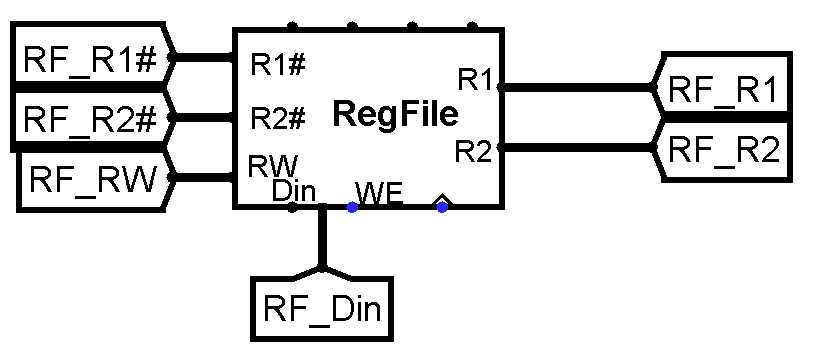 RF_R1#
R1#
RF_R2#
R2#
RF_RW
RW
RegFile
R1
RF_R1
R2
RF_R2
Din
WE
RF_Din